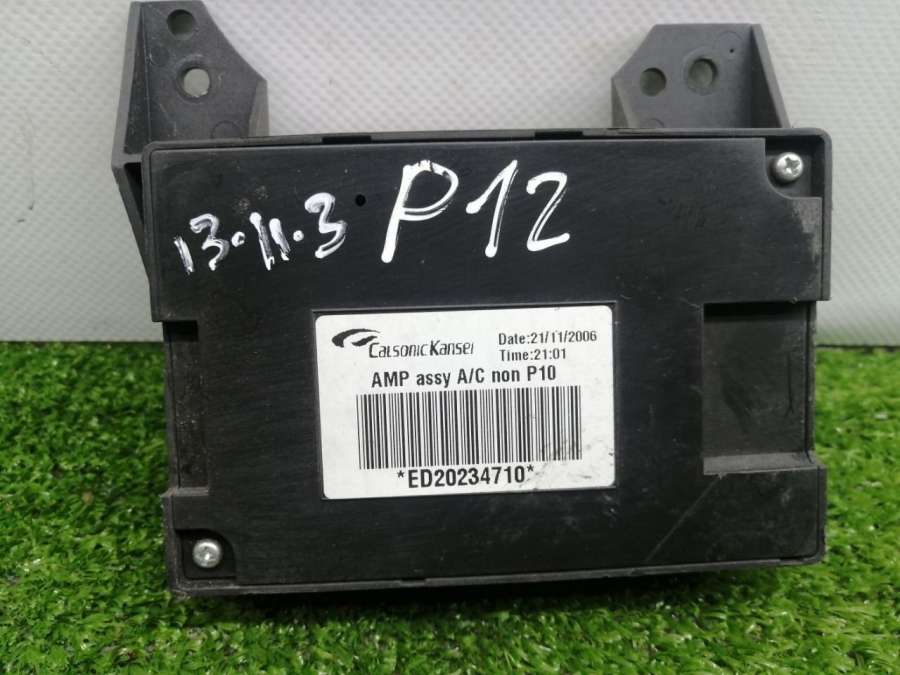 13.11.3 P12
CalsonicKansei
Date:21/11/2006
Time:21:01
AMP assy A/C non P10
*ED20234710*